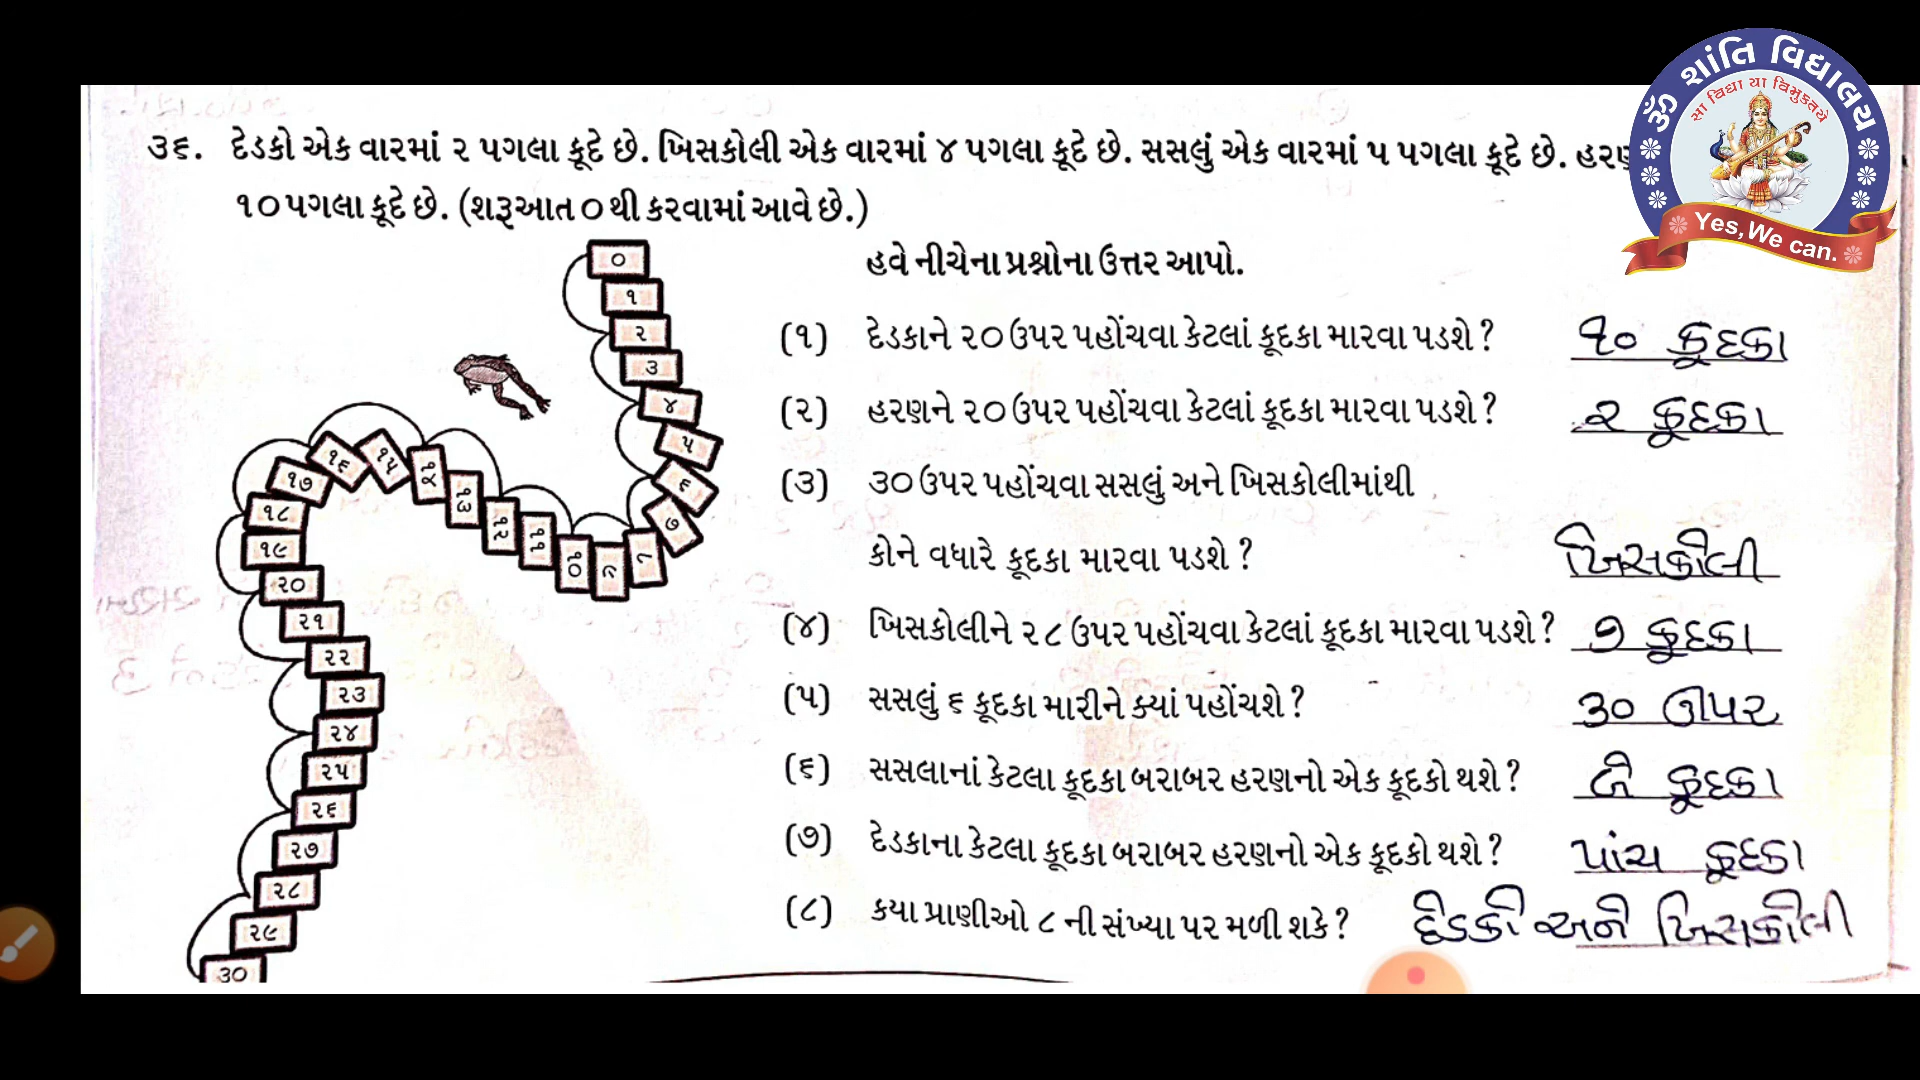 ૐ શાંતિ વિદ્યાલય
સા વિદ્યા યા વિમુક્તયે
Yes,We can.
૩૬. દેડકો એક વારમાં ૨ પગલા કૂદે છે. ખિસકોલી એક વારમાં ૪ પગલા કૂદે છે. સસલું એક વારમાં ૫ પગલા કૂદે છે. હરણ
૧૦ પગલા કૂદે છે. (શરૂઆત ૦ થી કરવામાં આવે છે.)
હવે નીચેના પ્રશ્નોના ઉત્તર આપો.
(૧) દેડકાને ૨૦ ઉપર પહોંચવા કેટલાં કૂદકા મારવા પડશે ? ૧૦ કૂદકા
(૨) હરણને ૨૦ ઉપર પહોંચવા કેટલાં કૂદકા મારવા પડશે ? ૨ કૂદકા
(૩) ૩૦ ઉપર પહોંચવા સસલું અને ખિસકોલીમાંથી
કોને વધારે કૂદકા મારવા પડશે ? ખિસકોલી
(૪) ખિસકોલીને ૨૮ ઉપર પહોંચવા કેટલાં કૂદકા મારવા પડશે ? ૭ કૂદકા
(૫) સસલું ૬ કૂદકા મારીને ક્યાં પહોંચશે ? ૩૦ ઊપર
(૬) સસલાનાં કેટલા કૂદકા બરાબર હરણનો એક કૂદકો થશે ? બે કૂદકા
(૭) દેડકાના કેટલા કૂદકા બરાબર હરણનો એક કૂદકો થશે ? પાંચ કૂદકા
(૮) કયા પ્રાણીઓ ૮ ની સંખ્યા પર મળી શકે ? દેડકો અને ખિસકોલી
૦
૧
૨
૩
૪
૫
૬
૭
૮
૯
૧૦
૧૧
૧૨
૧૩
૧૪
૧૫
૧૬
૧૭
૧૮
૧૯
૨૦
૨૧
૨૨
૨૩
૨૪
૨૫
૨૬
૨૭
૨૮
૨૯
૩૦